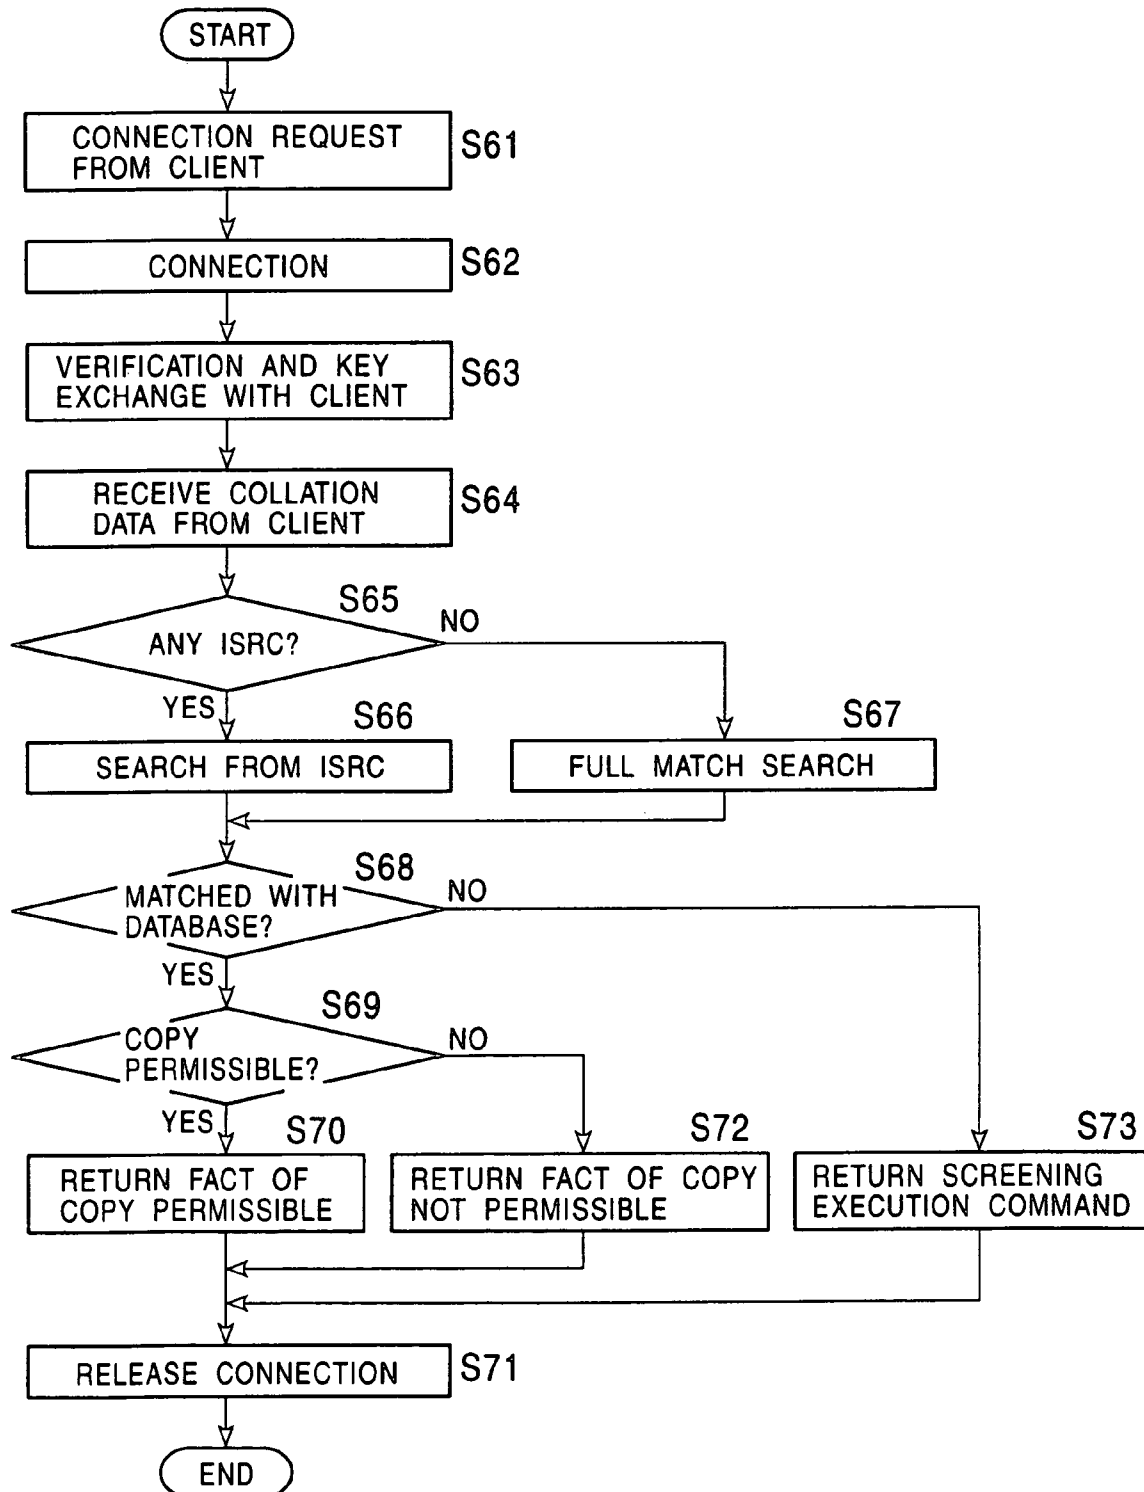 START
CONNECTION REQUEST
FROM CLIENT
S61
CONNECTION
S62
VERIFICATION AND KEY
EXCHANGE WITH CLIENT
S63
RECEIVE COLLATION
DATA FROM CLIENT
S64
S65
ANY ISRC?
NO
YES
S66
SEARCH FROM ISRC
S67
FULL MATCH SEARCH
S68
MATCHED WITH
DATABASE?
NO
YES
S69
COPY
PERMISSIBLE?
NO
YES
S70
RETURN FACT OF
COPY PERMISSIBLE
S72
RETURN FACT OF COPY
NOT PERMISSIBLE
S73
RETURN SCREENING
EXECUTION COMMAND
RELEASE CONNECTION
S71
END